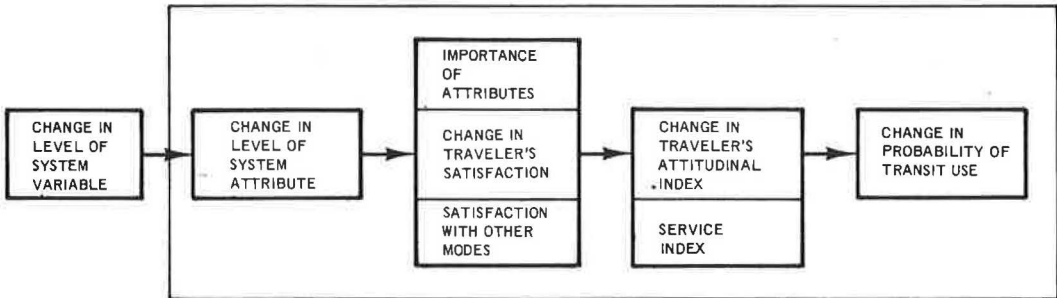 CHANGE IN
LEVEL OF
SYSTEM
VARIABLE
CHANGE IN
LEVEL OF
SYSTEM
ATTRIBUTE
IMPORTANCE
OF
ATTRIBUTES
CHANGE IN
TRAVELER'S
SATISFACTION
SATISFACTION
WITH OTHER
MODES
CHANGE IN
TRAVELER'S
ATTITUDINAL
INDEX
SERVICE
INDEX
CHANGE IN
PROBABILITY OF
TRANSIT USE